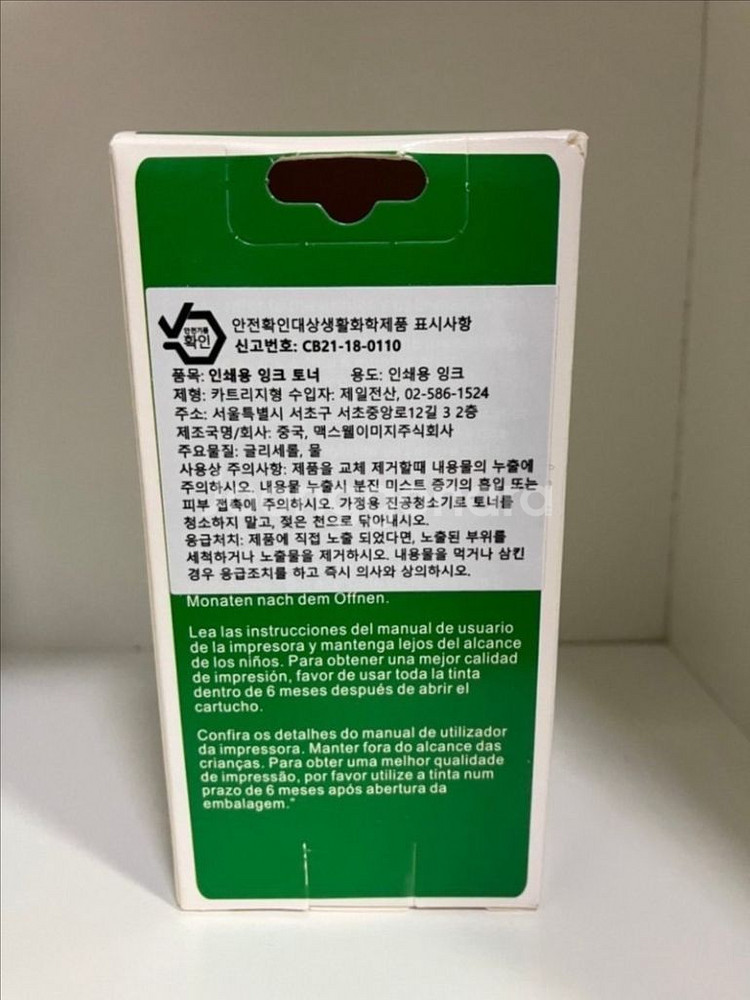 안전기준
확인
안전확인대상생활화학제품 표시사항
신고번호: CB21-18-0110
품목: 인쇄용 잉크 토너 용도: 인쇄용 잉크
제형: 카트리지형 수입자: 제일전산, 02-586-1524
주소: 서울특별시 서초구 서초중앙로12길 3 2층
제조국명/회사: 중국, 맥스웰이미지주식회사
주요물질: 글리세롤, 물
사용상 주의사항: 제품을 교체 제거할때 내용물의 누출에
주의하시오. 내용물 누출시 분진 미스트 증기의 흡입 또는
피부 접촉에 주의하시오. 가정용 진공청소기로 토너를
청소하지 말고, 젖은 천으로 닦아내시오.
응급처치: 제품에 직접 노출 되었다면, 노출된 부위를
세척하거나 노출물을 제거하시오. 내용물을 먹거나 삼킨
경우 응급조치를 하고 즉시 의사와 상의하시오.
Monaten nach dem Öffnen.
Lea las instrucciones del manual de usuario
de la impresora y mantenga lejos del alcance
de los niños. Para obtener una mejor calidad
de impresión, favor de usar toda la tinta
dentro de 6 meses después de abrir el
cartucho.
Confira os detalhes do manual de utilizador
da impressora. Manter fora do alcance das
crianças. Para obter uma melhor qualidade
de impressão, por favor utilize a tinta num
prazo de 6 meses após abertura da
embalagem."